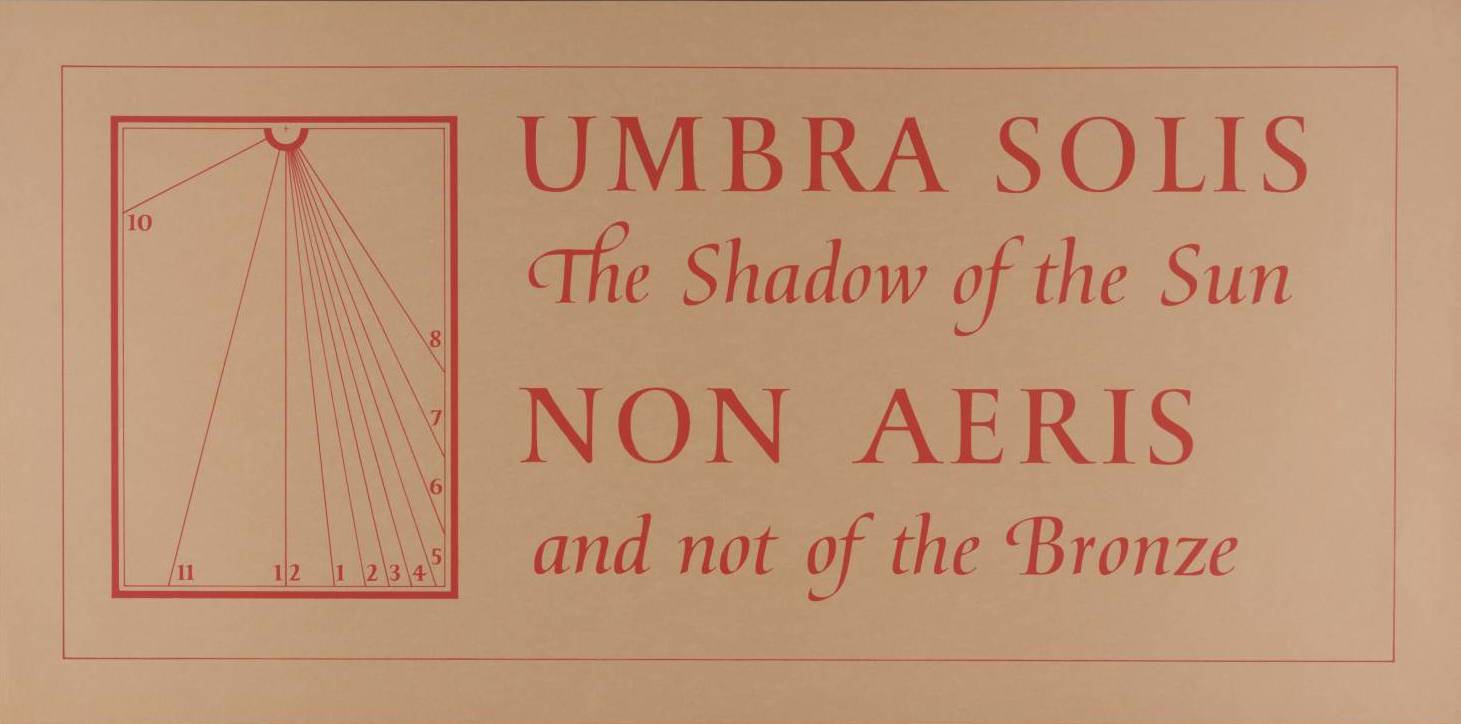 UMBRA SOLIS
The Shadow of the Sun
NON AERIS
and not of the Bronze
10
8
7
6
5
11 12 1 2 3 4